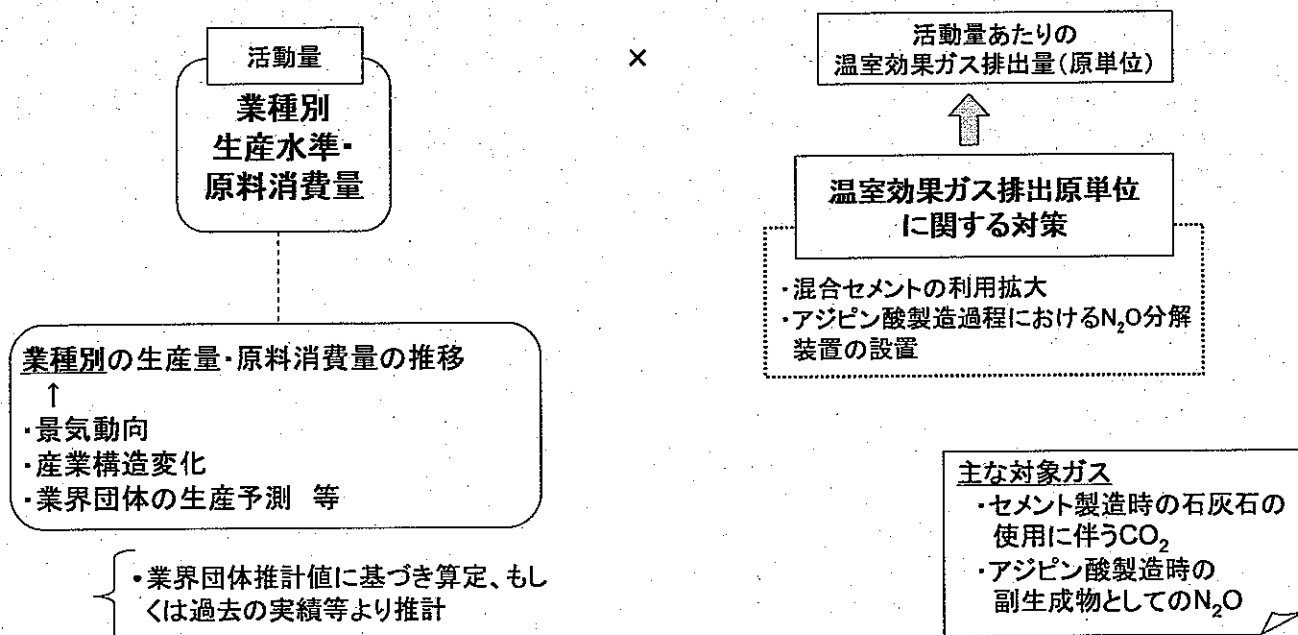 活動量
業種別
生産水準・
原料消費量
×
活動量あたりの
温室効果ガス排出量(原単位)
温室効果ガス排出原単位
に関する対策
・混合セメントの利用拡大
・アジピン酸製造過程におけるN₂O分解
装置の設置
業種別の生産量・原料消費量の推移
↑
・景気動向
・産業構造変化
・業界団体の生産予測 等
・業界団体推計値に基づき算定、もし
くは過去の実績等より推計
主な対象ガス
・セメント製造時の石灰石の
使用に伴うCO₂
・アジピン酸製造時の
副生成物としてのN₂O